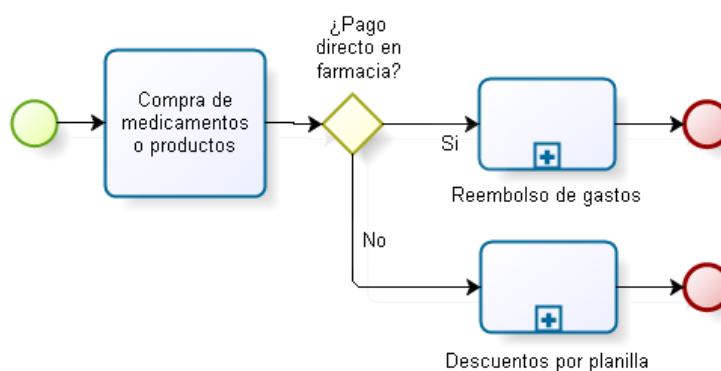 ¿Pago
directo en
farmacia?
Compra de
medicamentos
o productos
Si
Reembolso de gastos
No
Descuentos por planilla